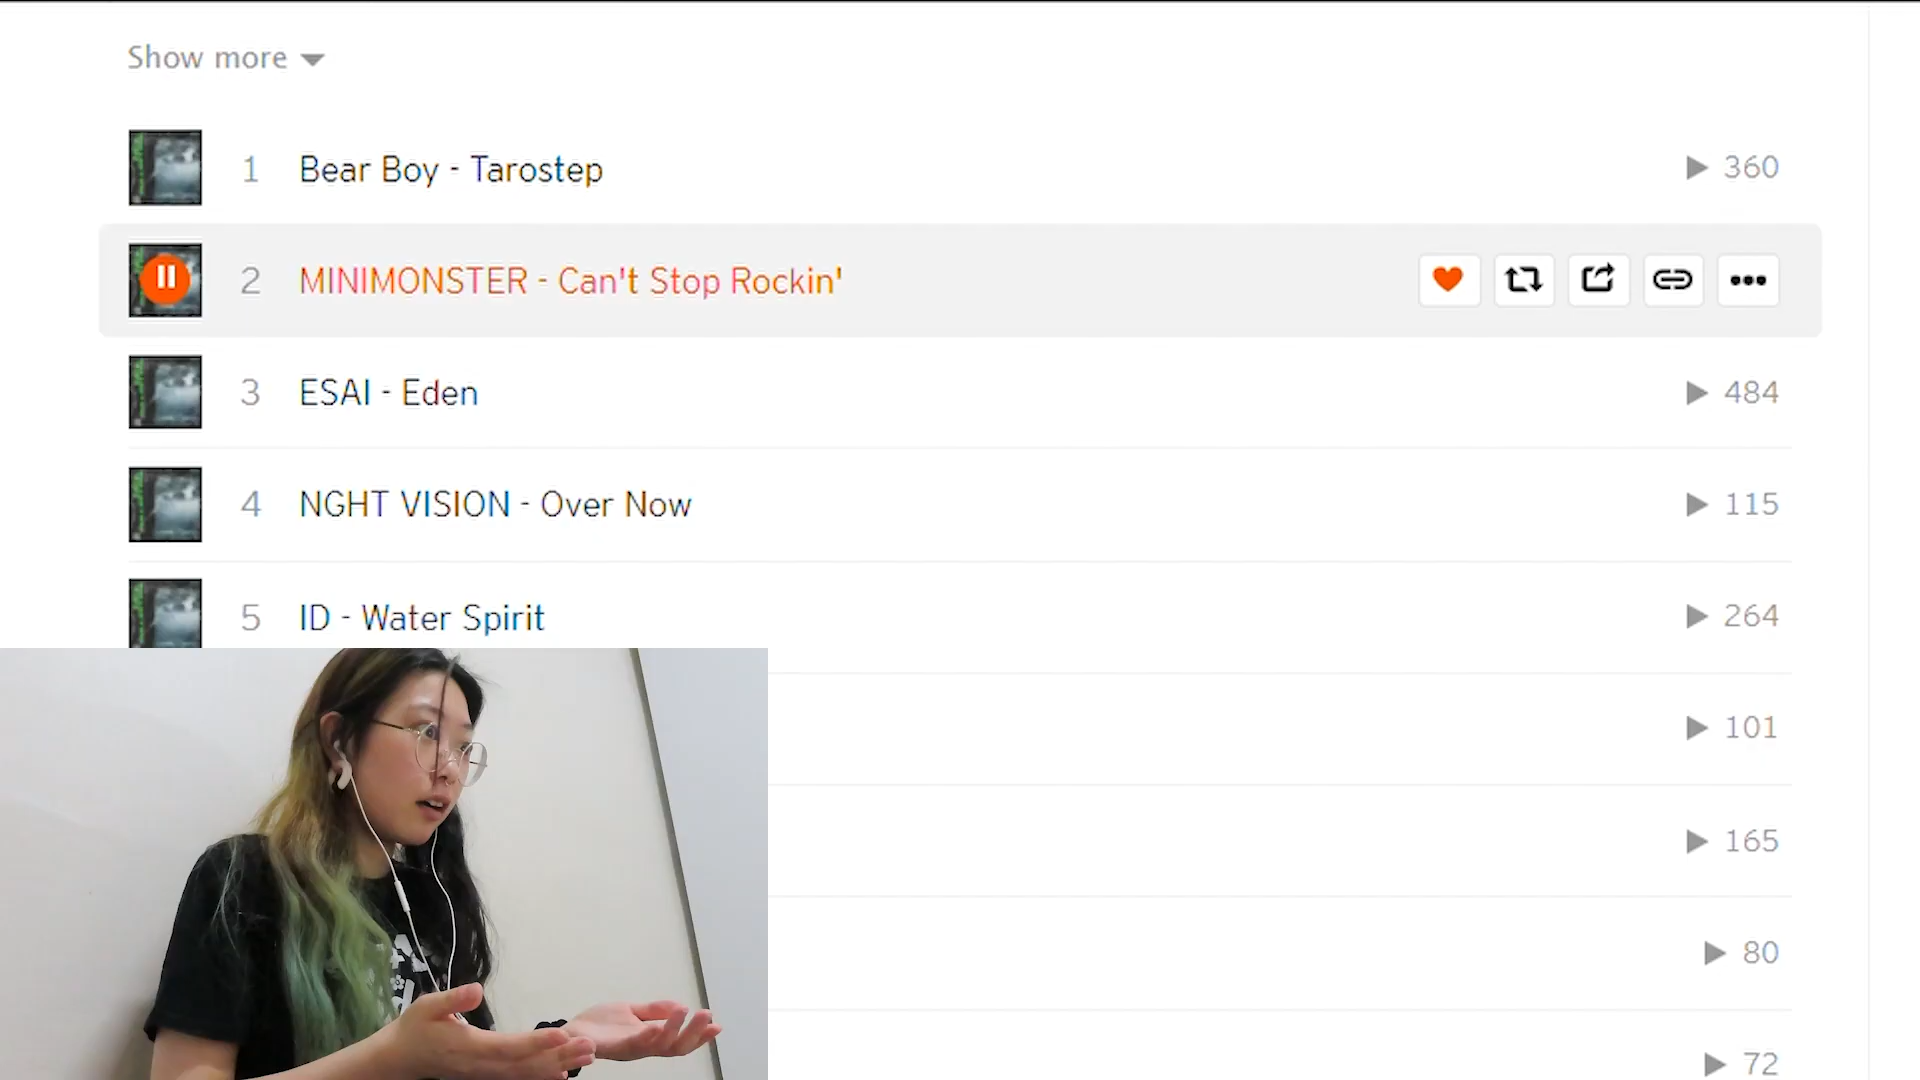 Show more
1 Bear Boy - Tarostep 360
2 MINIMONSTER - Can't Stop Rockin'
3 ESAI - Eden 484
4 NGHT VISION - Over Now 115
5 ID - Water Spirit 264
101
165
80
72